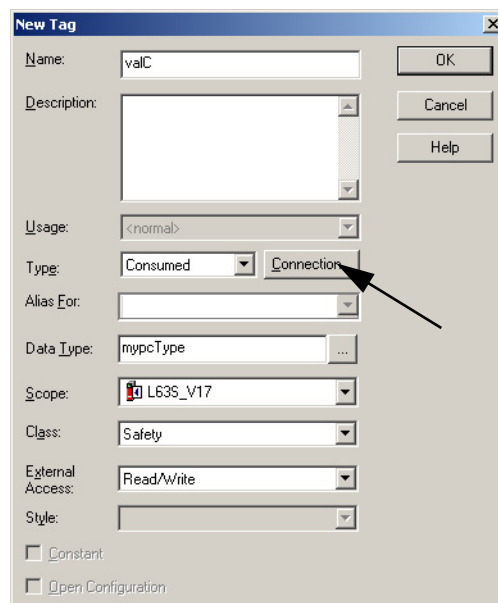 New Tag
Name: valC OK
Description: Cancel
Help
Usage: <normal>
Type: Consumed Connection...
Alias For:
Data Type: mypcType ...
Scope: L63S_V17
Class: Safety
External Access: Read/Write
Style:
Constant
Open Configuration